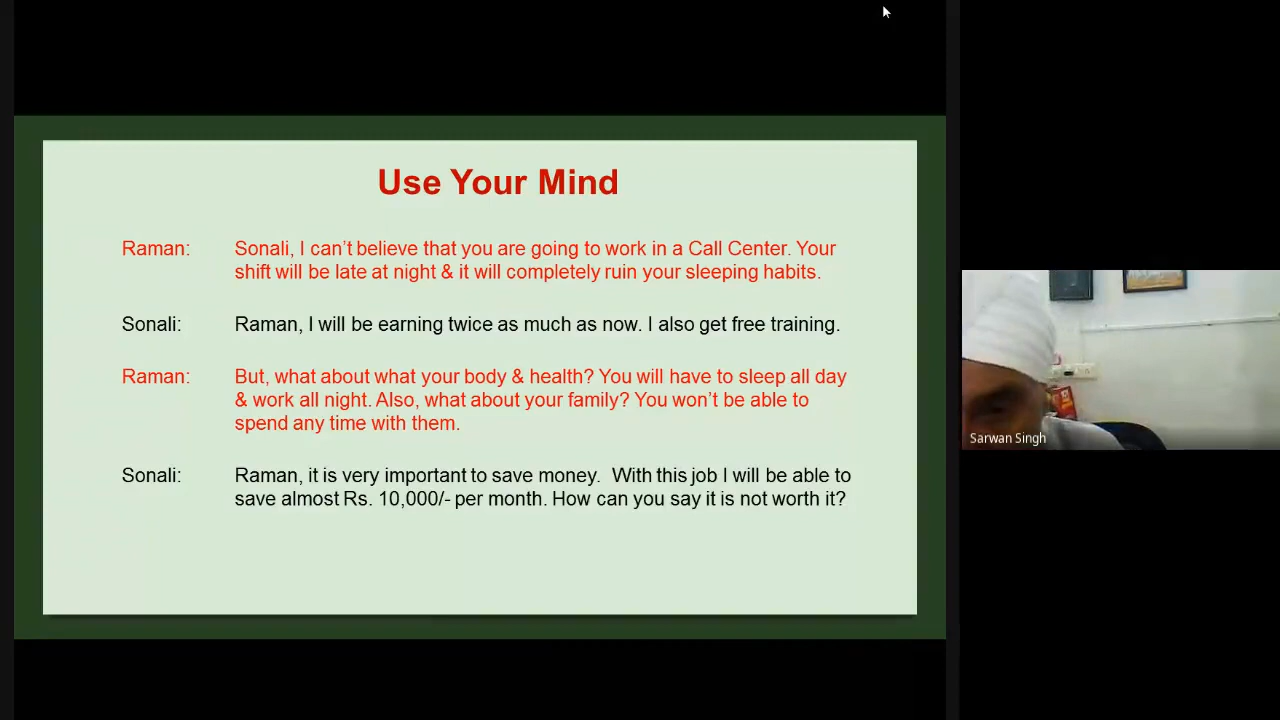 Use Your Mind
Raman: Sonali, I can't believe that you are going to work in a Call Center. Your
shift will be late at night & it will completely ruin your sleeping habits.
Sonali: Raman, I will be earning twice as much as now. I also get free training.
Raman: But, what about what your body & health? You will have to sleep all day
& work all night. Also, what about your family? You won't be able to
spend any time with them.
Sonali: Raman, it is very important to save money.  With this job I will be able to
save almost Rs. 10,000/- per month. How can you say it is not worth it?
Sarwan Singh